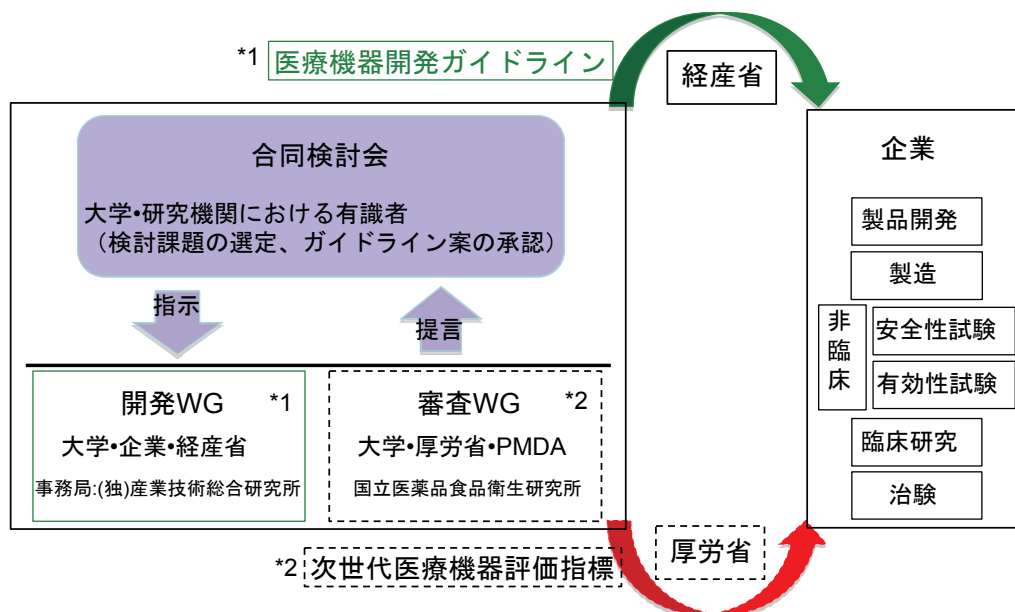 *1 医療機器開発ガイドライン
経産省
合同検討会
大学•研究機関における有識者
（検討課題の選定、ガイドライン案の承認）
指示
提言
開発WG *1
大学•企業•経産省
事務局:(独)産業技術総合研究所
審査WG *2
大学•厚労省•PMDA
国立医薬品食品衛生研究所
*2 次世代医療機器評価指標
厚労省
企業
製品開発
製造
非臨床
安全性試験
有効性試験
臨床研究
治験